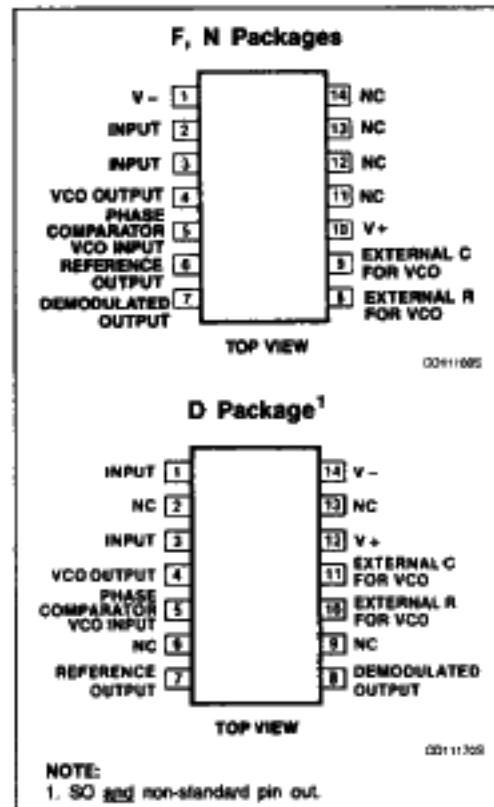 F, N Packages
V - 1
INPUT 2
INPUT 3
VCO OUTPUT 4
PHASE
COMPARATOR 5
VCO INPUT
REFERENCE 6
OUTPUT
DEMODULATED 7
OUTPUT
14 NC
13 NC
12 NC
11 NC
10 V+
9 EXTERNAL C
FOR VCO
8 EXTERNAL R
FOR VCO
TOP VIEW
D Package1
INPUT 1
NC 2
INPUT 3
VCO OUTPUT 4
PHASE
COMPARATOR 5
VCO INPUT
NC 6
REFERENCE 7
OUTPUT
14 V -
13 NC
12 V +
11 EXTERNAL C
FOR VCO
10 EXTERNAL R
FOR VCO
9 NC
8 DEMODULATED
OUTPUT
TOP VIEW
NOTE:
1. SO and non-standard pin out.